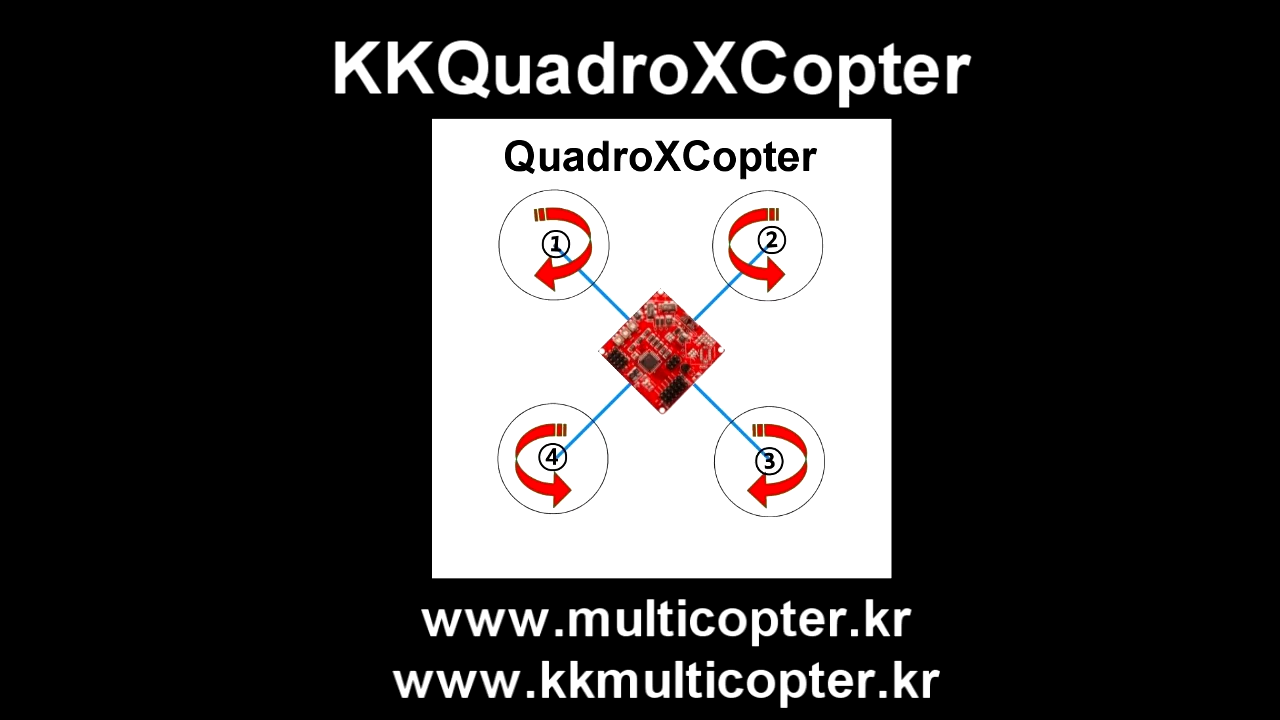 KKQuadroXCopter
QuadroXCopter
①
②
④
③
www.multicopter.kr
www.kkmulticopter.kr